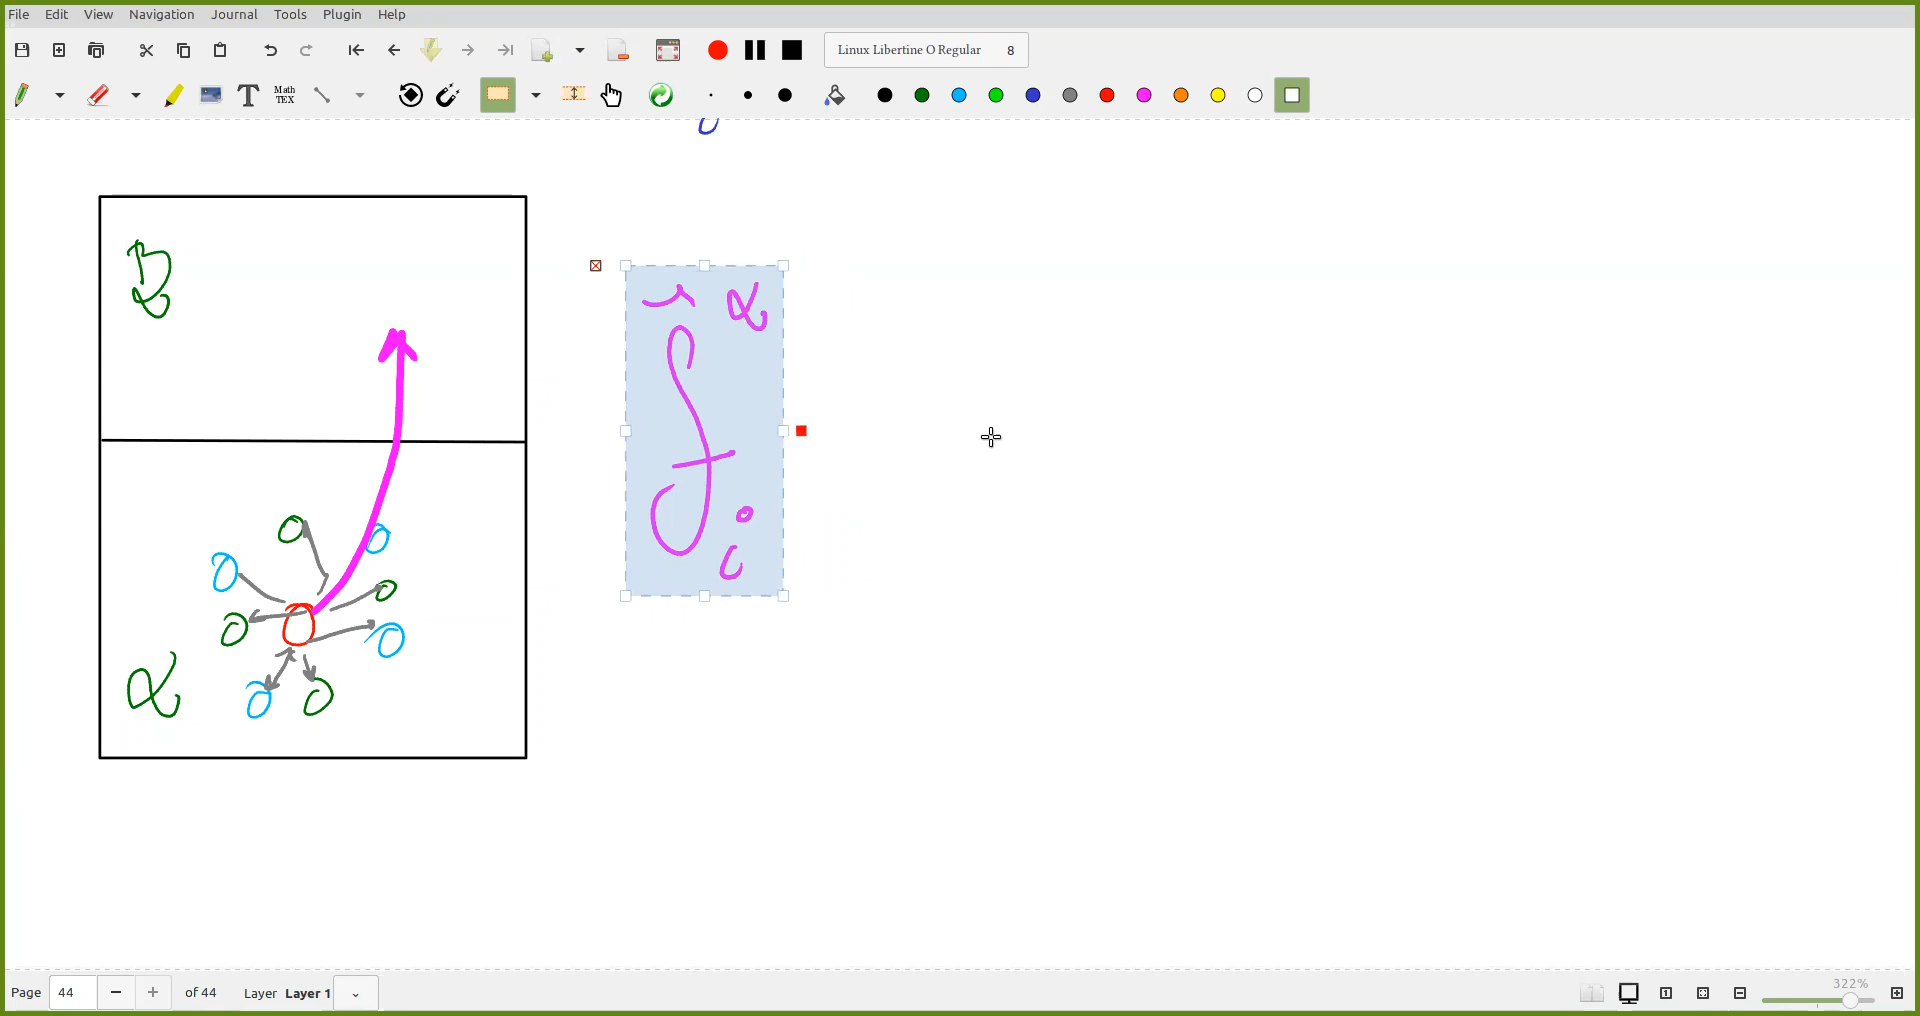 File Edit View Navigation Journal Tools Plugin Help
Linux Libertine O Regular 8
T Math TEX
β
α
α
f
i
Page 44 of 44 Layer Layer 1 322%